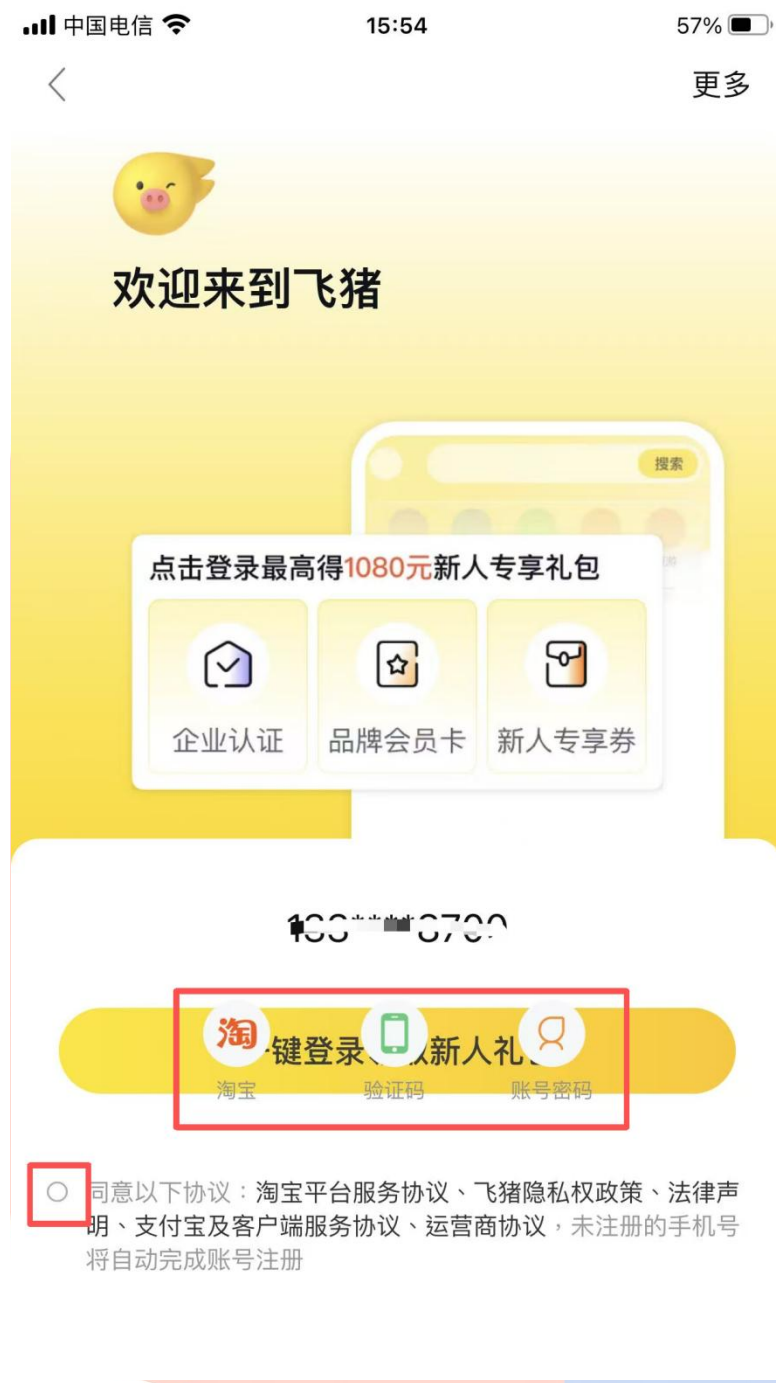 中国电信
15:54
57%
更多
欢迎来到飞猪
搜索
点击登录最高得1080元新人专享礼包
企业认证
品牌会员卡
新人专享券
键登录
新人礼
淘
淘宝
验证码
账号密码
同意以下协议：淘宝平台服务协议、飞猪隐私权政策、法律声
明、支付宝及客户端服务协议、运营商协议，未注册的手机号
将自动完成账号注册